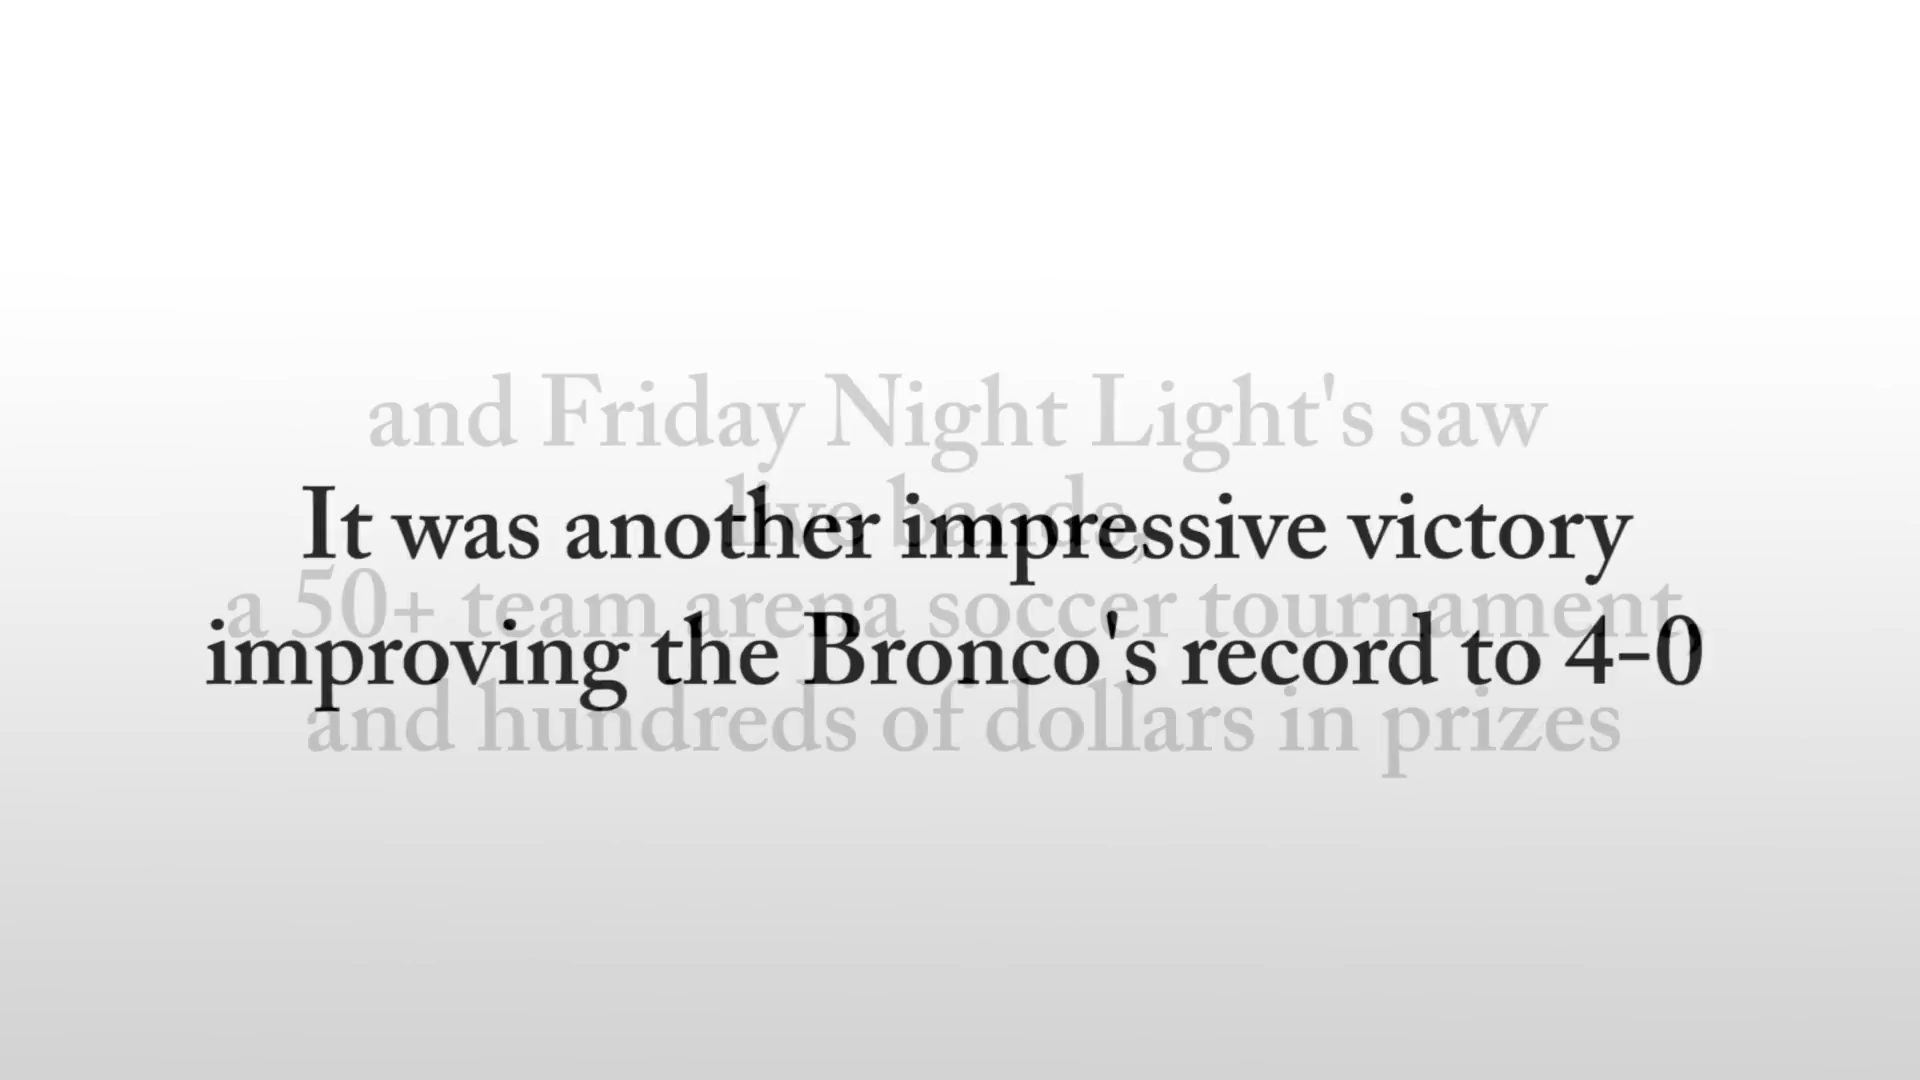 and Friday Night Light's saw
live bands,
It was another impressive victory
a 50+ team arena soccer tournament,
improving the Bronco's record to 4-0
and hundreds of dollars in prizes